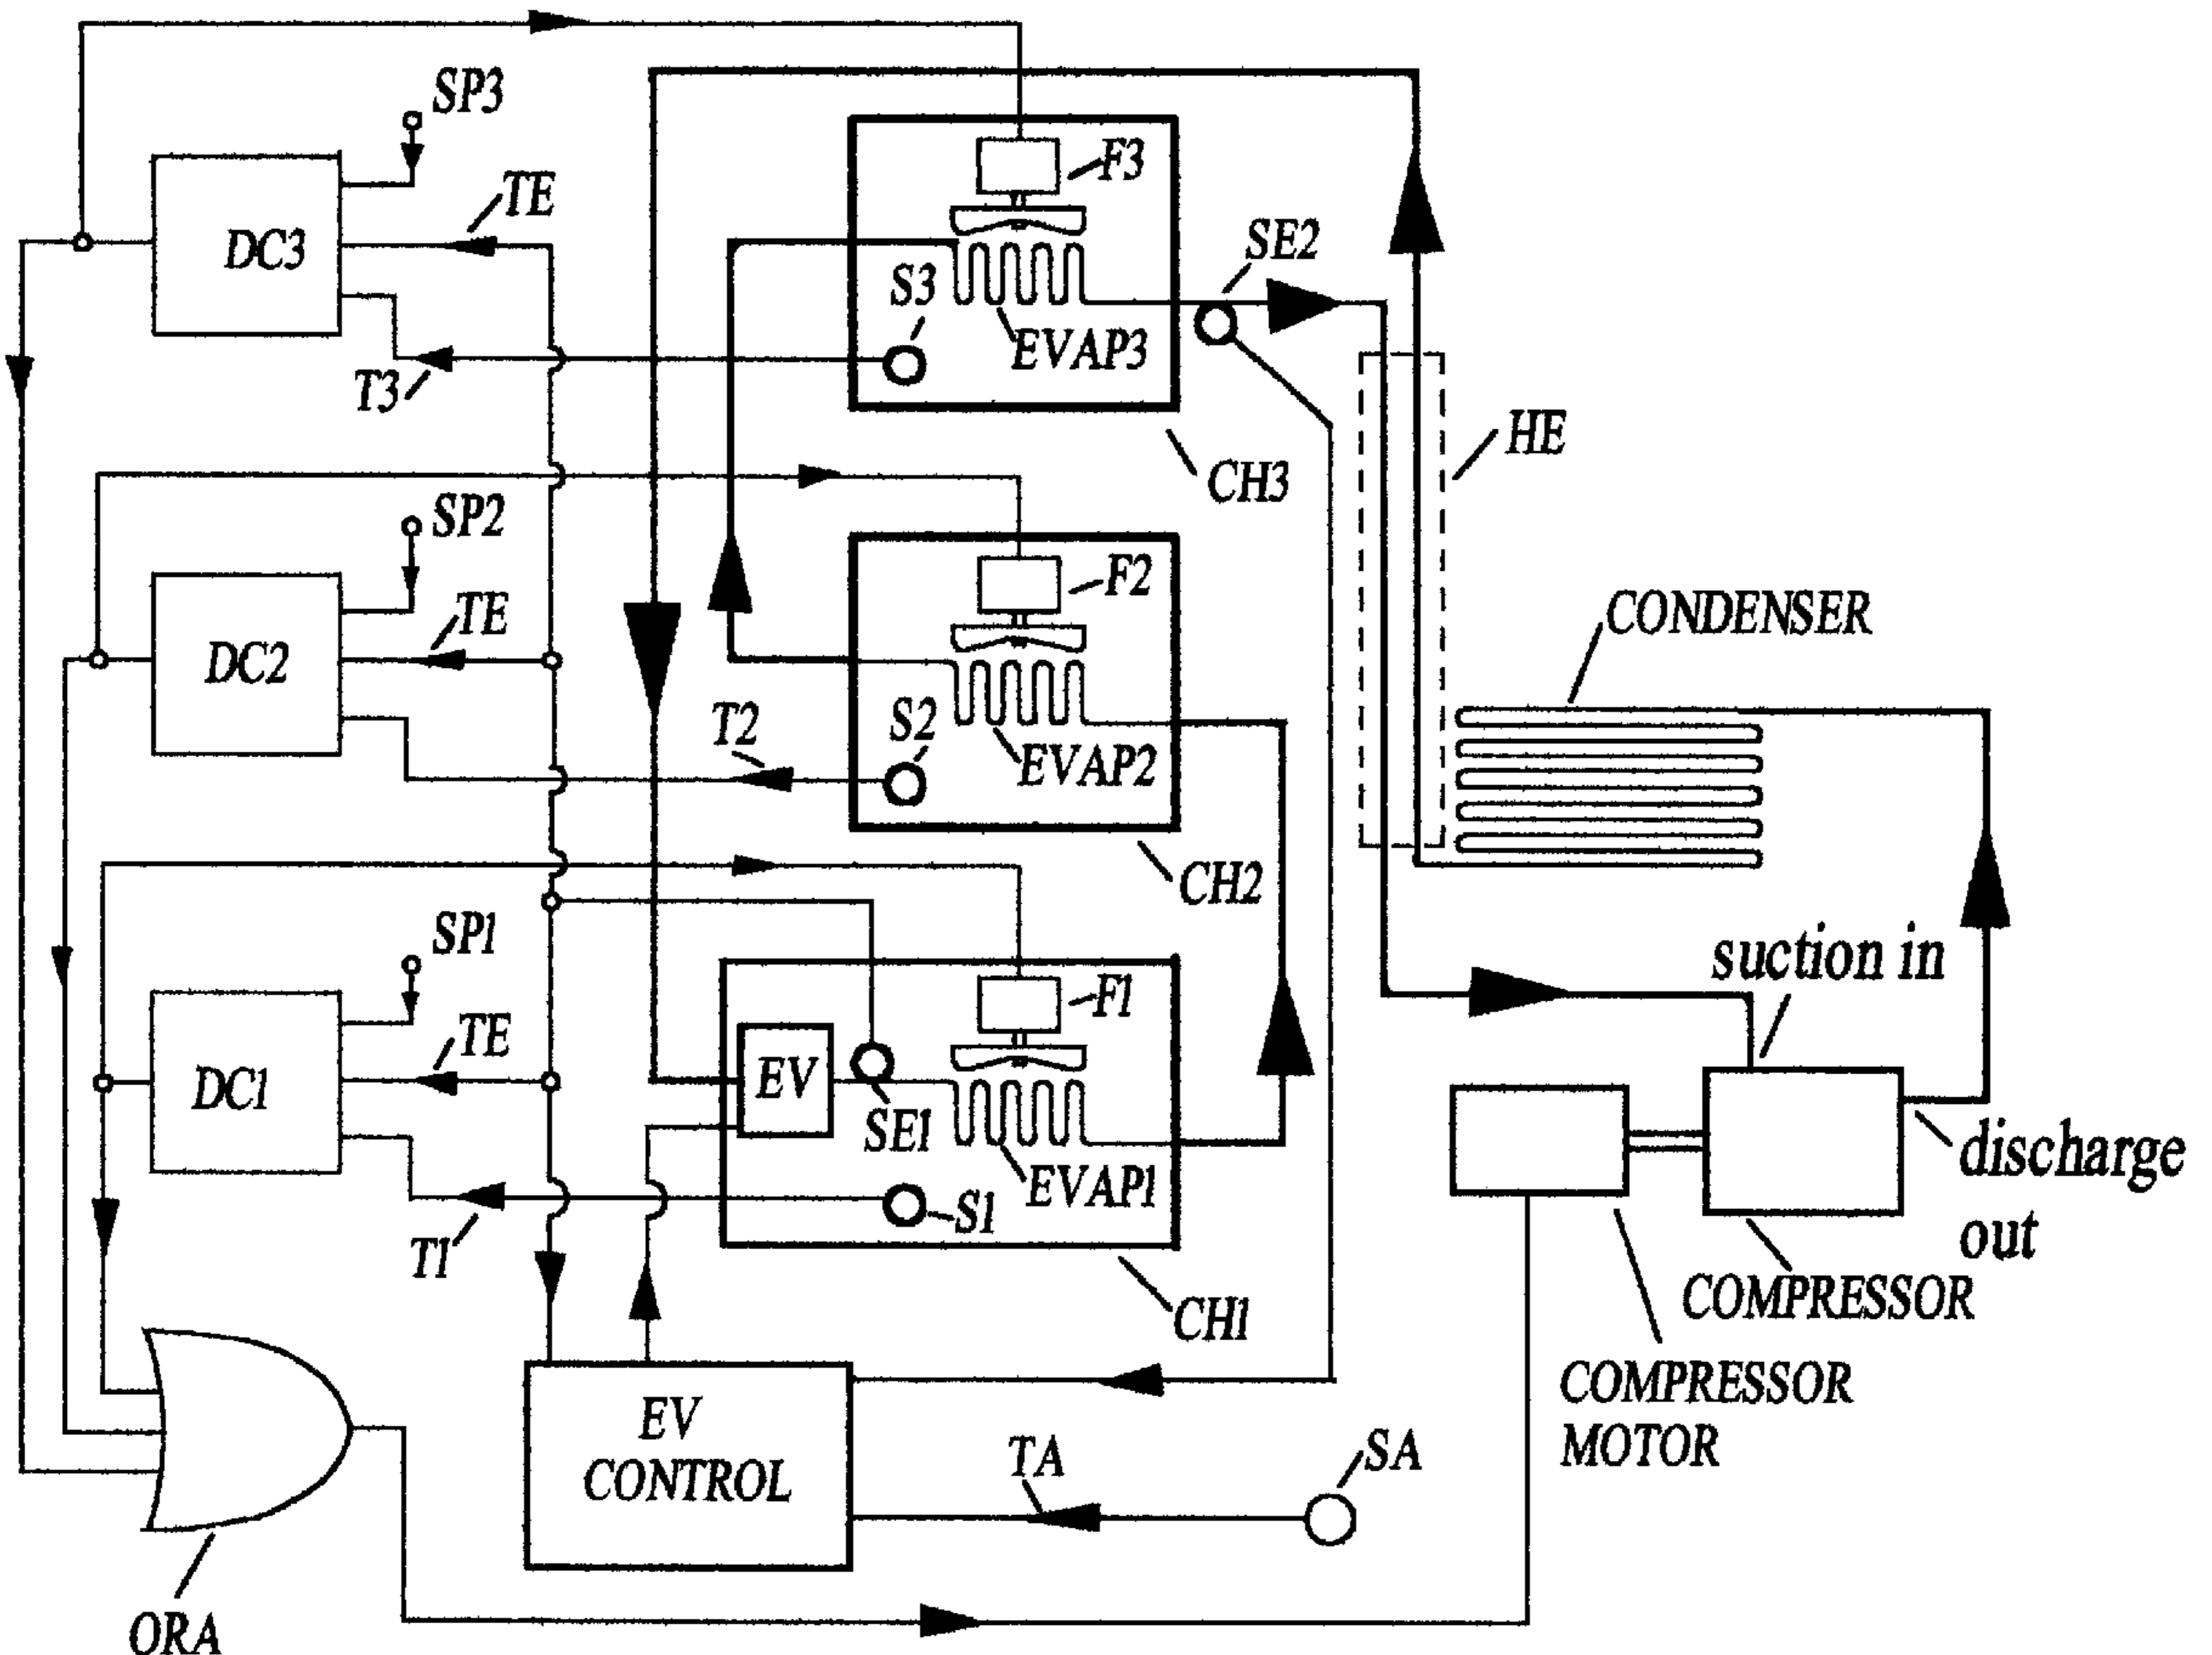 SP3
F3
TE
DC3
SE2
S3
EVAP3
T3
HE
CH3
SP2
F2
CONDENSER
TE
DC2
S2
T2
EVAP2
CH2
SP1
suction in
F1
TE
EV
DC1
SE1
discharge
out
EVAP1
S1
T1
COMPRESSOR
CH1
COMPRESSOR
MOTOR
EV
CONTROL
TA
SA
ORA